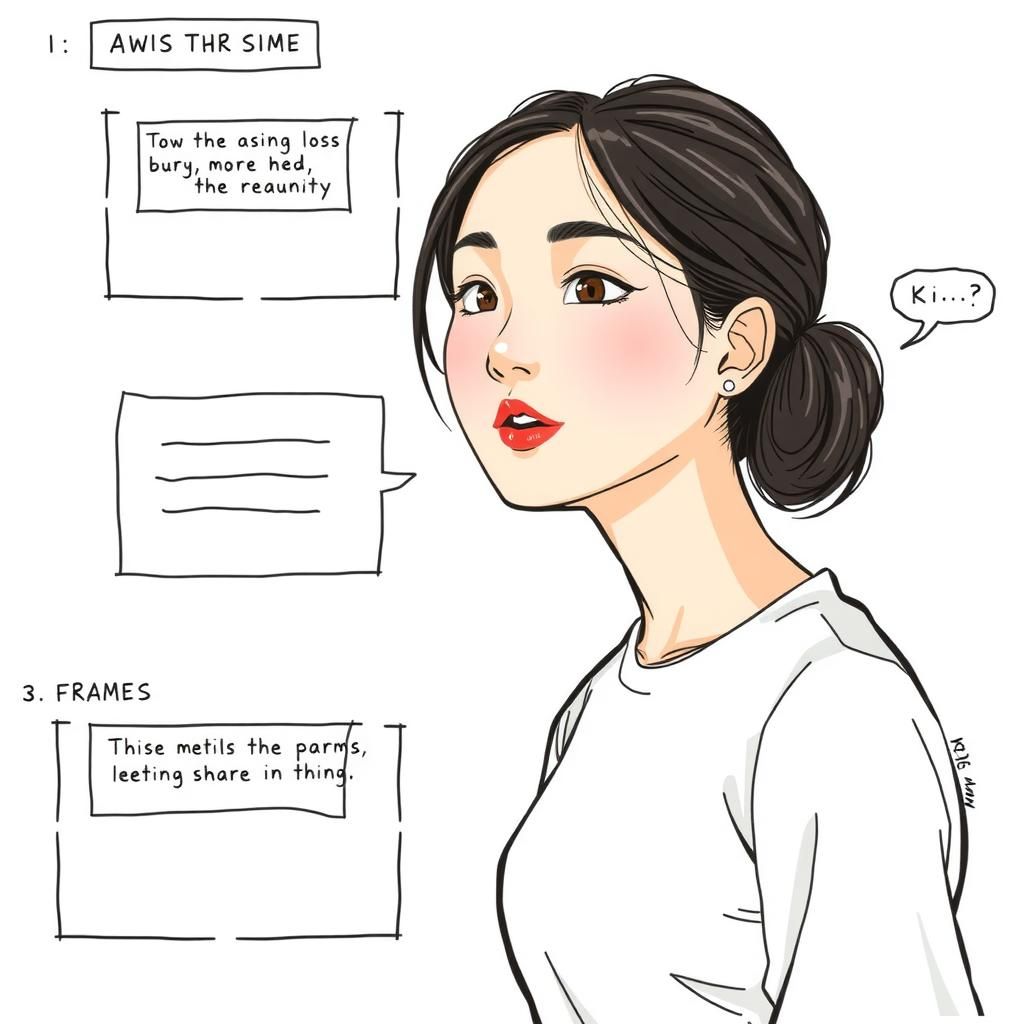 1: AWIS THR SIME
Tow the asing loss
bury, more hed,
the reaunity
Ki...?
3. FRAMES
Thise metils the parms,
leeting share in thing.